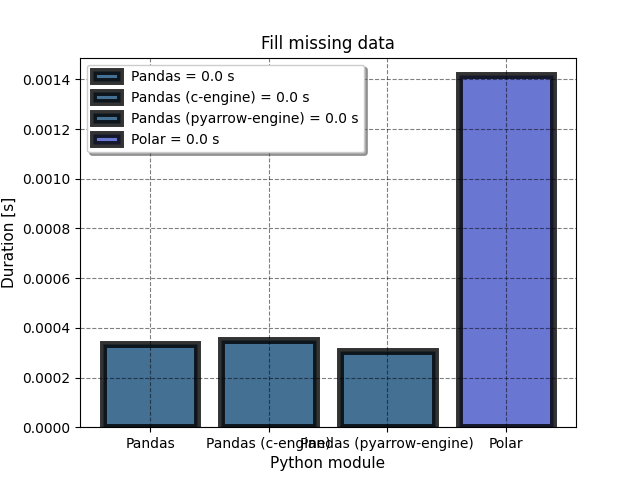 Fill missing data
Pandas = 0.0 s
Pandas (c-engine) = 0.0 s
Pandas (pyarrow-engine) = 0.0 s
Polar = 0.0 s
Duration [s]
0.0014
0.0012
0.0010
0.0008
0.0006
0.0004
0.0002
0.0000
Pandas Pandas (c-engine) Pandas (pyarrow-engine) Polar
Python module